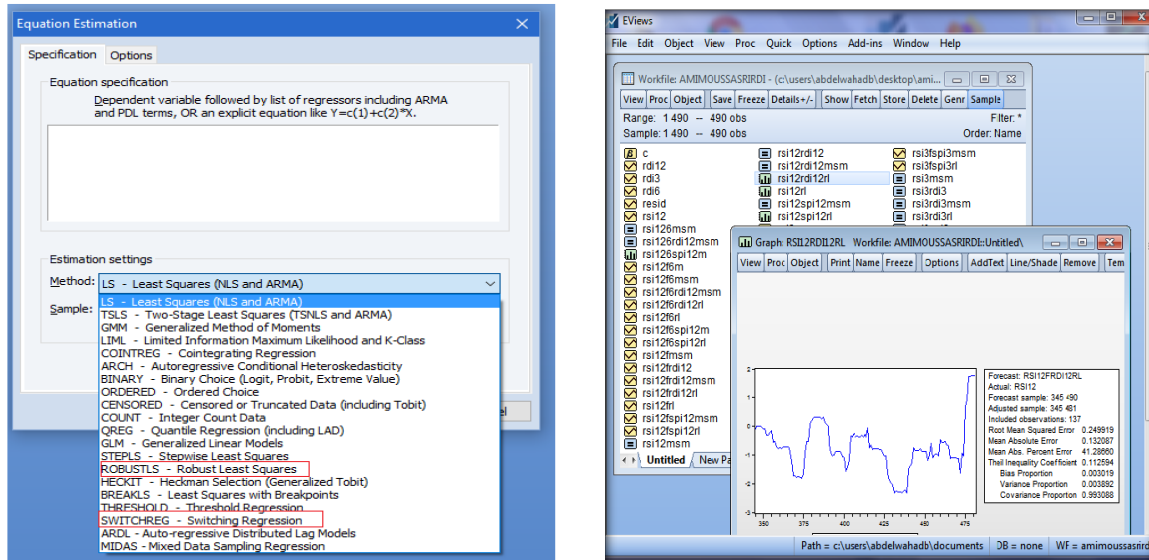 Equation Estimation
Specification Options
Equation specification
Dependent variable followed by list of regressors including ARMA
and PDL terms, OR an explicit equation like Y=c(1)+c(2)*X.
Estimation settings
Method: LS - Least Squares (NLS and ARMA)
LS - Least Squares (NLS and ARMA)
Sample:
TSLS - Two-Stage Least Squares (TSNLS and ARMA)
GMM - Generalized Method of Moments
LIML - Limited Information Maximum Likelihood and K-Class
COINTREG - Cointegrating Regression
ARCH - Autoregressive Conditional Heteroskedasticity
BINARY - Binary Choice (Logit, Probit, Extreme Value)
ORDERED - Ordered Choice
CENSORED - Censored or Truncated Data (including Tobit)
COUNT - Integer Count Data
QREG - Quantile Regression (including LAD)
GLM - Generalized Linear Models
STEPLS - Stepwise Least Squares
ROBUSTLS - Robust Least Squares
HECKIT - Heckman Selection (Generalized Tobit)
BREAKLS - Least Squares with Breakpoints
THRESHOLD - Threshold Regression
SWITCHREG - Switching Regression
ARDL - Auto-regressive Distributed Lag Models
MIDAS - Mixed Data Sampling Regression
EViews
File Edit Object View Proc Quick Options Add-ins Window Help
Workfile: AMIMOUSSASRIRDI - (c:\users\abdelwahadb\desktop\ami...
View Proc Object Save Freeze Details+/- Show Fetch Store Delete Genr Sample
Range: 1 490 -- 490 obs Filter: *
Sample: 1 490 -- 490 obs Order: Name
c rsi12rdi12 rsi3fspi3msm
rdi12 rsi12rdi12msm rsi3fspi3rl
rdi3 rsi12rdi12rl rsi3msm
rdi6 rsi12rl rsi3rdi3
resid rsi12spi12msm rsi3rdi3msm
rsi12 rsi12spi12rl rsi3rdi3rl
rsi126msm
rsi126rdi12msm
rsi126spi12m
rsi12f6m
rsi12f6msm
rsi12f6rdi12msm
rsi12f6rdi12rl
rsi12f6rl
rsi12f6spi12m
rsi12f6spi12rl
rsi12fmsm
rsi12frdi12
rsi12frdi12msm
rsi12frdi12rl
rsi12frl
rsi12fspi12msm
rsi12fspi12rl
rsi12msm
Untitled New Pa
Graph: RSI12RDI12RL Workfile: AMIMOUSSASRIRDI::Untitled\
View Proc Object Print Name Freeze Options AddText Line/Shade Remove Tem
2
1
0
-1
-2
-3
350 375 400 425 450 475
Forecast: RSI12FRDI12RL
Actual: RSI12
Forecast sample: 345 490
Adjusted sample: 345 481
Included observations: 137
Root Mean Squared Error 0.249919
Mean Absolute Error 0.132087
Mean Abs. Percent Error 41.28660
Theil Inequality Coefficient 0.112594
Bias Proportion 0.003019
Variance Proportion 0.003892
Covariance Proportion 0.993088
Path = c:\users\abdelwahadb\documents DB = none WF = amimoussasrird